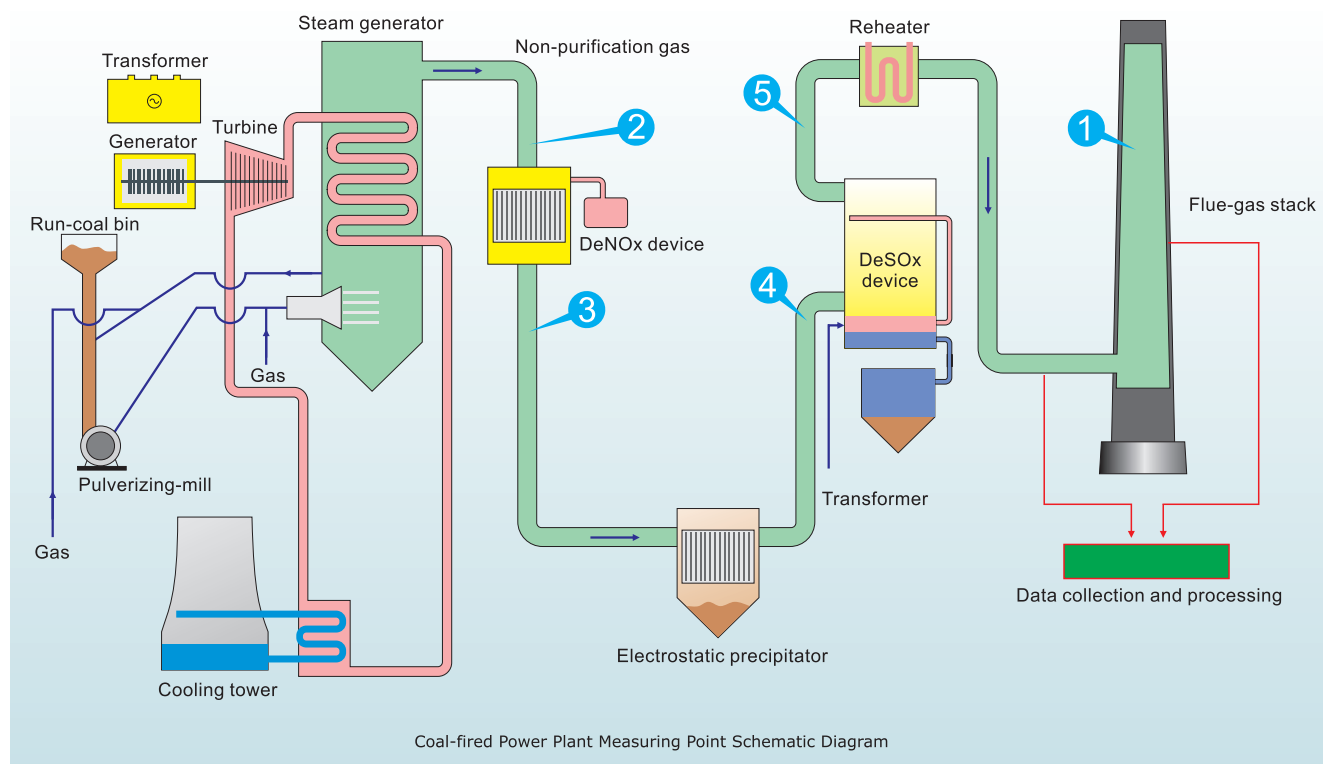 Steam generator
Non-purification gas
Reheater
Transformer
Generator
Turbine
2
5
1
Run-coal bin
DeNOx device
Flue-gas stack
DeSOx
device
3
4
Gas
Pulverizing-mill
Transformer
Gas
Data collection and processing
Electrostatic precipitator
Cooling tower
Coal-fired Power Plant Measuring Point Schematic Diagram